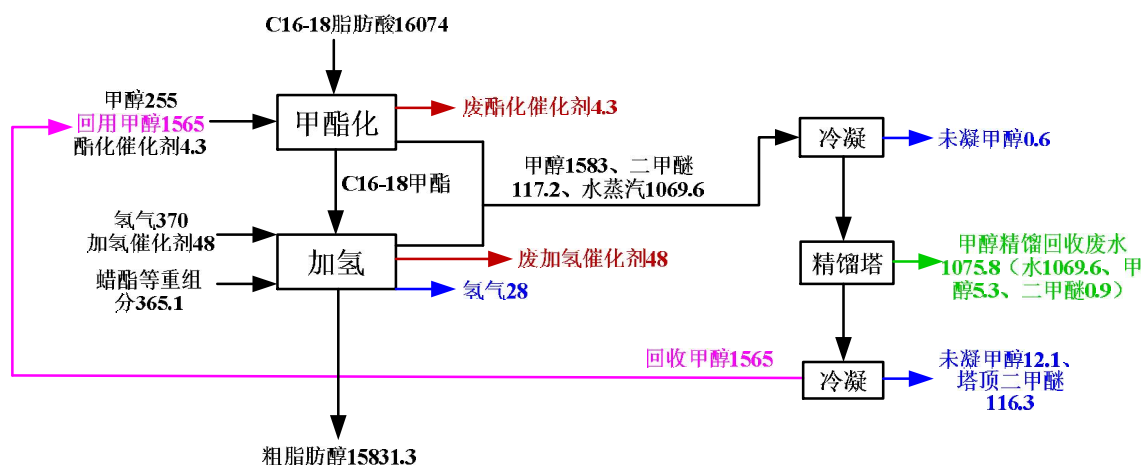 C16-18脂肪酸16074
甲醇255
回用甲醇1565
酯化催化剂4.3
甲酯化
废酯化催化剂4.3
冷凝
未凝甲醇0.6
甲醇1583、二甲醚
117.2、水蒸汽1069.6
C16-18甲酯
氢气370
加氢催化剂48
蜡酯等重组
分365.1
加氢
废加氢催化剂48
氢气28
精馏塔
甲醇精馏回收废水
1075.8（水1069.6、甲
醇5.3、二甲醚0.9）
回收甲醇1565
冷凝
未凝甲醇12.1、
塔顶二甲醚
116.3
粗脂肪醇15831.3